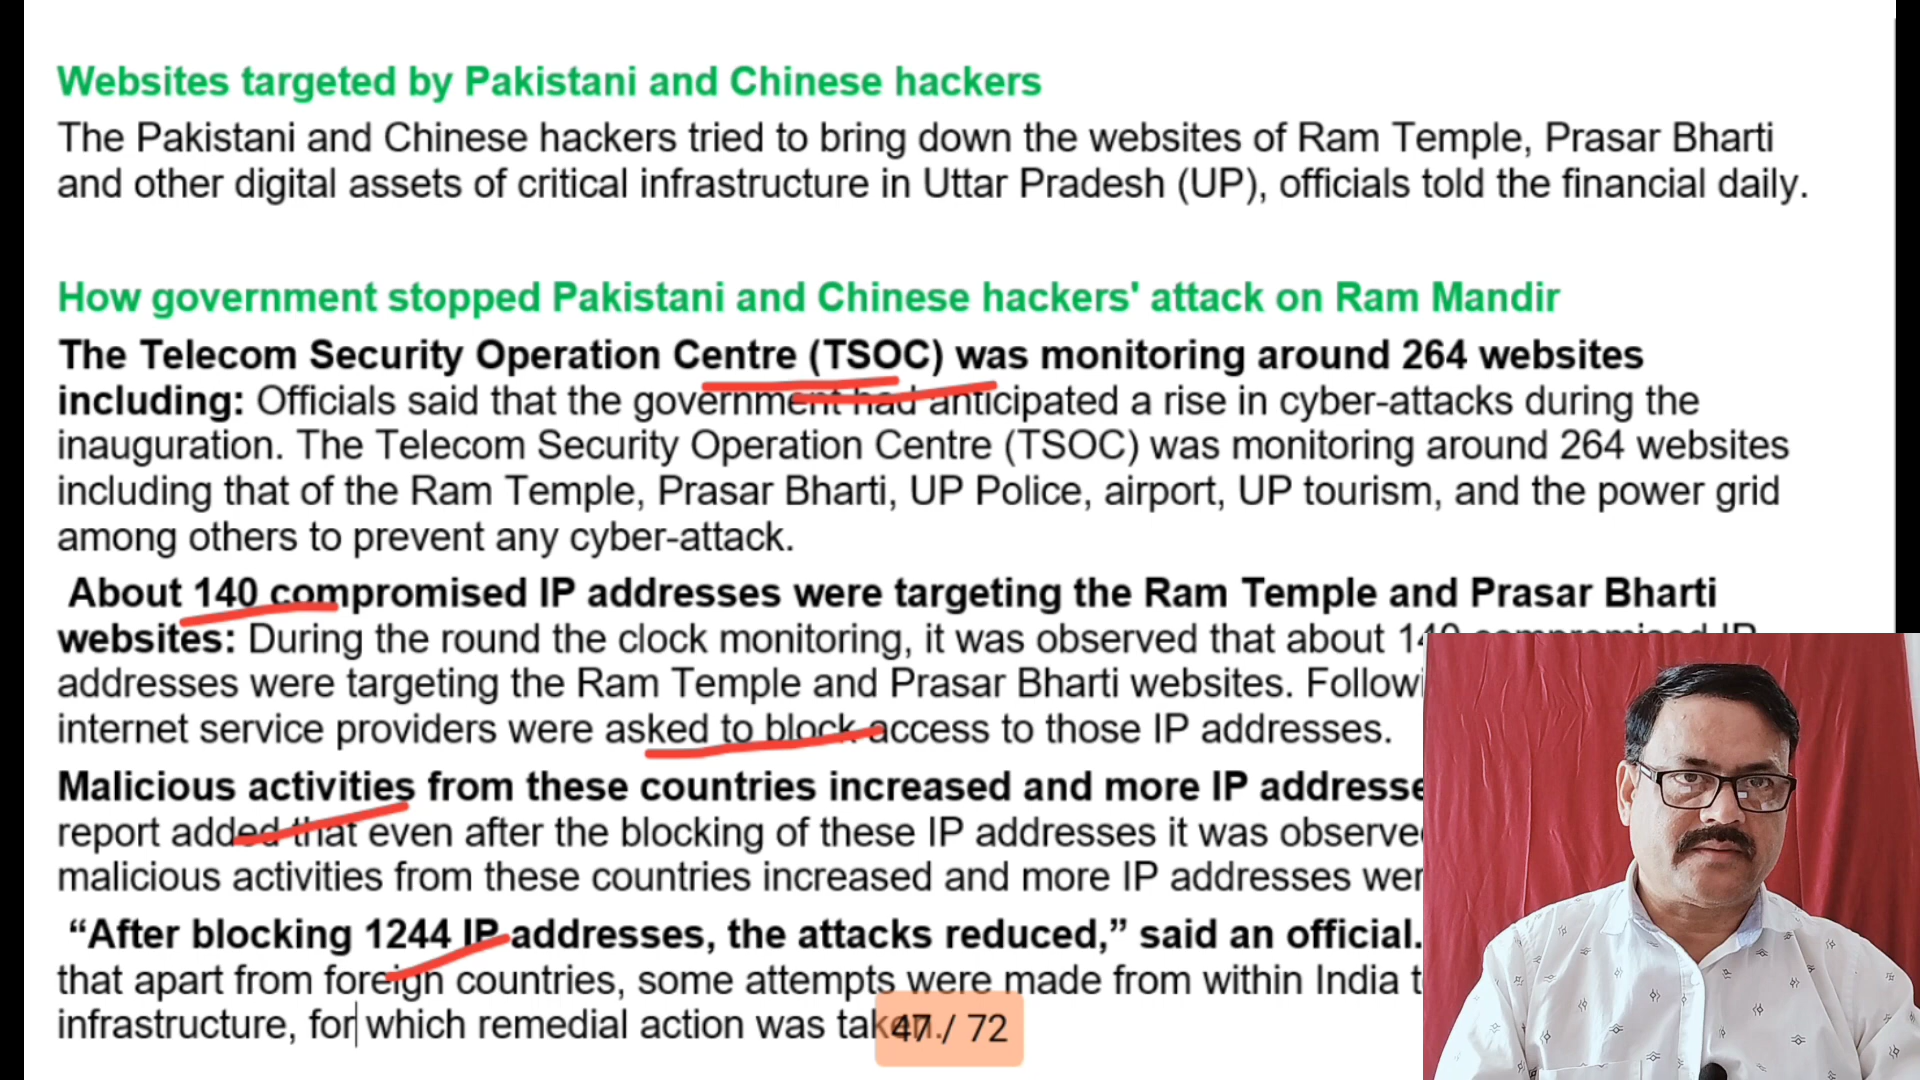 Websites targeted by Pakistani and Chinese hackers
The Pakistani and Chinese hackers tried to bring down the websites of Ram Temple, Prasar Bharti
and other digital assets of critical infrastructure in Uttar Pradesh (UP), officials told the financial daily.
How government stopped Pakistani and Chinese hackers' attack on Ram Mandir
The Telecom Security Operation Centre (TSOC) was monitoring around 264 websites
including: Officials said that the government had anticipated a rise in cyber-attacks during the
inauguration. The Telecom Security Operation Centre (TSOC) was monitoring around 264 websites
including that of the Ram Temple, Prasar Bharti, UP Police, airport, UP tourism, and the power grid
among others to prevent any cyber-attack.
About 140 compromised IP addresses were targeting the Ram Temple and Prasar Bharti
websites: During the round the clock monitoring, it was observed that about 140 compromised IP
addresses were targeting the Ram Temple and Prasar Bharti websites.
internet service providers were asked to block access to those IP addresses.
Malicious activities from these countries increased and more IP
report added that even after the blocking of these IP addresses it was
malicious activities from these countries increased and more IP addresses
“After blocking 1244 IP addresses, the attacks reduced,” said an official.
that apart from foreign countries, some attempts were made from within India
infrastructure, for which remedial action was taken.
47 / 72